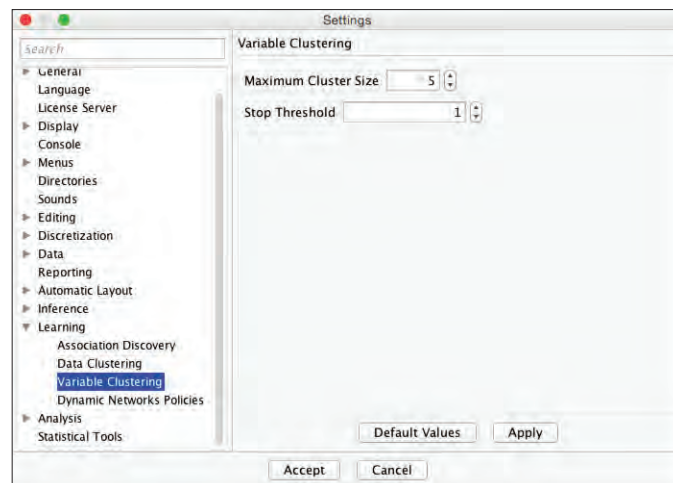 Settings
Search
General
Language
License Server
Display
Console
Menus
Directories
Sounds
Editing
Discretization
Data
Reporting
Automatic Layout
Inference
Learning
Association Discovery
Data Clustering
Variable Clustering
Dynamic Networks Policies
Analysis
Statistical Tools
Variable Clustering
Maximum Cluster Size 5
Stop Threshold 1
Default Values Apply
Accept Cancel